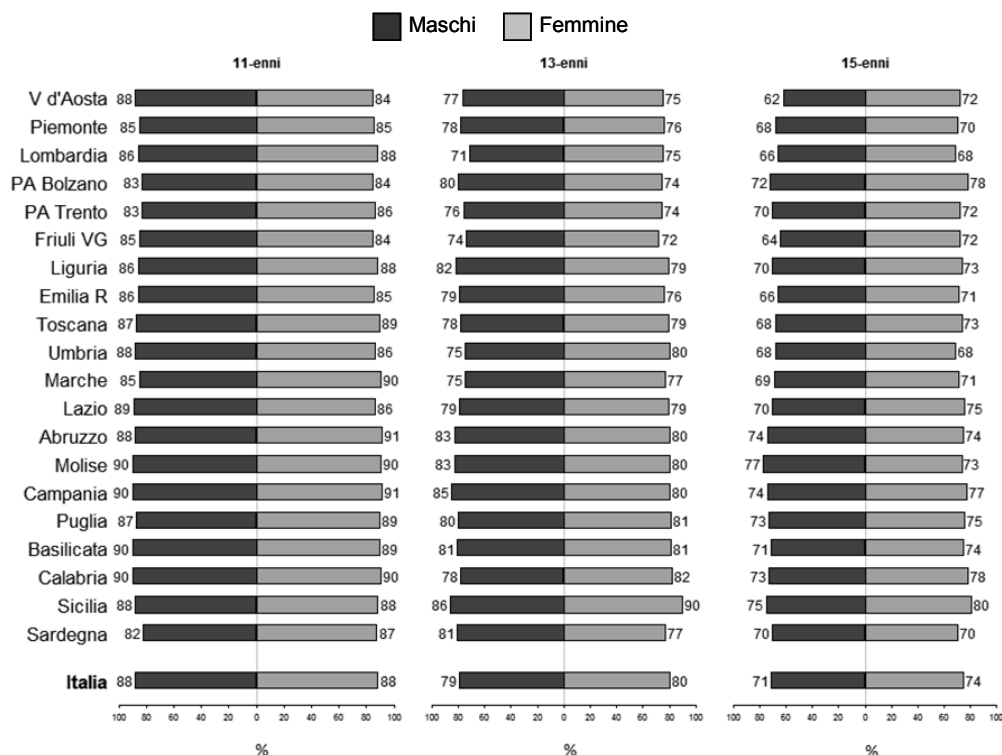 Maschi Femmine
11-enni 13-enni 15-enni
V d'Aosta 88 84 77 75 62 72
Piemonte 85 85 78 76 68 70
Lombardia 86 88 71 75 66 68
PA Bolzano 83 84 80 74 72 78
PA Trento 83 86 76 74 70 72
Friuli VG 85 84 74 72 64 72
Liguria 86 88 82 79 70 73
Emilia R 86 85 79 76 66 71
Toscana 87 89 78 79 68 73
Umbria 88 86 75 80 68 68
Marche 85 90 75 77 69 71
Lazio 89 86 79 79 70 75
Abruzzo 88 91 83 80 74 74
Molise 90 90 83 80 77 73
Campania 90 91 85 80 74 77
Puglia 87 89 80 81 73 75
Basilicata 90 89 81 81 71 74
Calabria 90 90 78 82 73 78
Sicilia 88 88 86 90 75 80
Sardegna 82 87 81 77 70 70
Italia 88 88 79 80 71 74
100 80 60 40 20 0 20 40 60 80 100 100 80 60 40 20 0 20 40 60 80 100 100 80 60 40 20 0 20 40 60 80 100
% % %